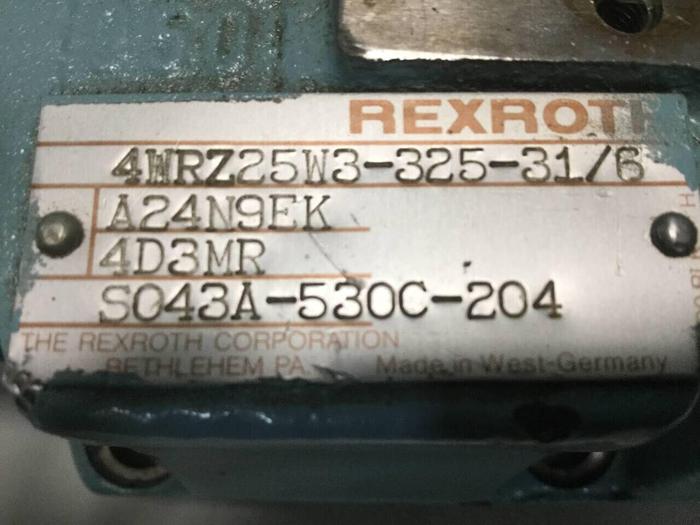 REXROTH
4WRZ25W3-325-31/6
A24N9EK
4D3MR
S043A-530C-204
THE REXROTH CORPORATION
BETHLEHEM PA. Made in West-Germany